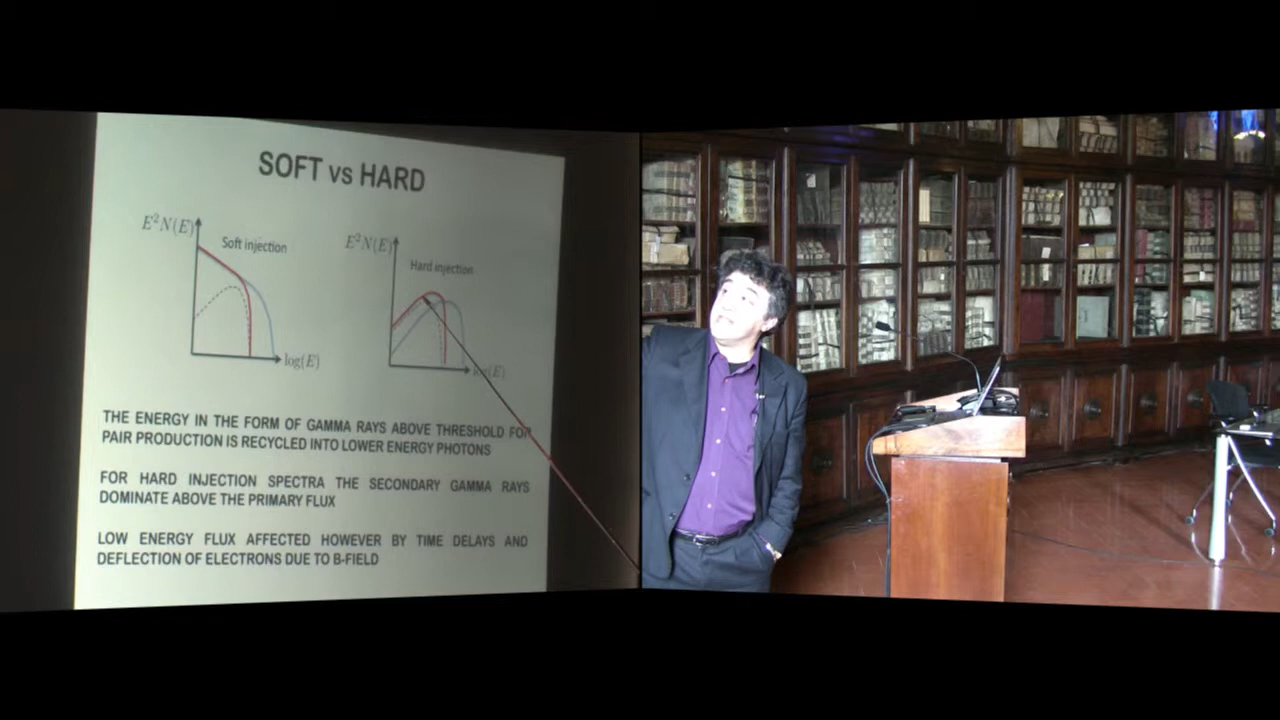 SOFT vs HARD
E²N(E)
Soft injection
log(E)
E²N(E)
Hard injection
log(E)
THE ENERGY IN THE FORM OF GAMMA RAYS ABOVE THRESHOLD FOR
PAIR PRODUCTION IS RECYCLED INTO LOWER ENERGY PHOTONS
FOR HARD INJECTION SPECTRA THE SECONDARY GAMMA RAYS
DOMINATE ABOVE THE PRIMARY FLUX
LOW ENERGY FLUX AFFECTED HOWEVER BY TIME DELAYS AND
DEFLECTION OF ELECTRONS DUE TO B-FIELD